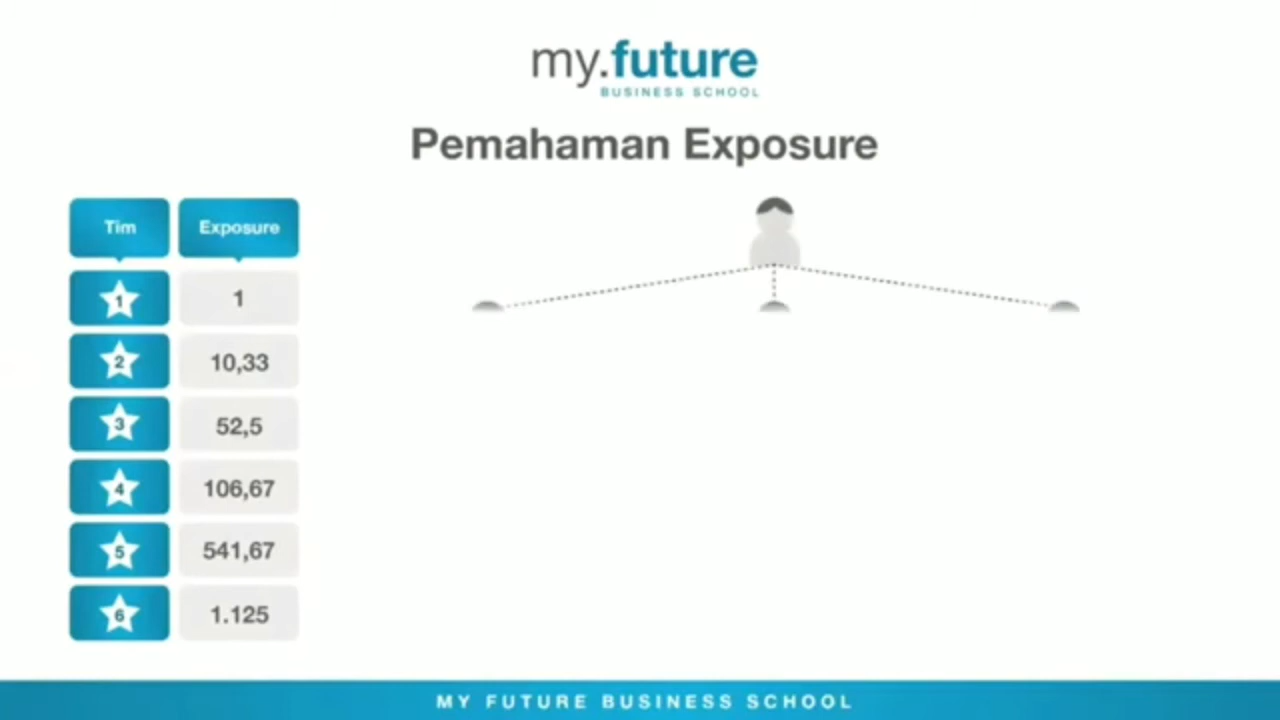 my.future
BUSINESS SCHOOL
Pemahaman Exposure
Tim Exposure
1 1
2 10,33
3 52,5
4 106,67
5 541,67
6 1.125
MY FUTURE BUSINESS SCHOOL